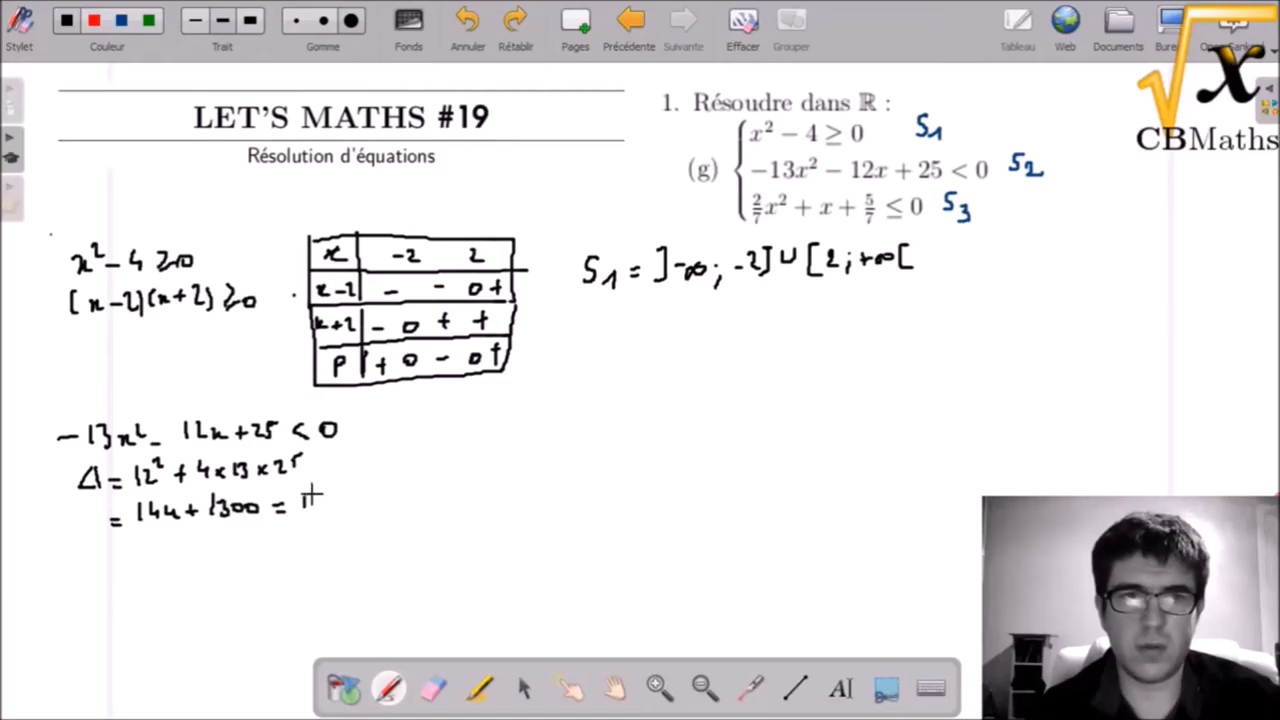 Stylet Couleur Trait Gomme Fonds Annuler Rétablir Pages Précédente Suivante Effacer Grouper Tableau Web Documents
LET'S MATHS #19
Résolution d'équations
1. Résoudre dans ℝ :
(g) { x² − 4 ≥ 0 S1
−13x² − 12x + 25 < 0 S2
2/7x² + x + 5/7 ≤ 0 S3
√x
CBMaths
x² − 4 ≥ 0
(x−2)(x+2) ≥ 0
x | -2 2
x−2 | − − 0 +
x+2 | − 0 + +
P | + 0 − 0 +
S1 = ]−∞ ; −2] ∪ [2 ; +∞[
−13x² − 12x + 25 < 0
Δ = 12² + 4×13×25
= 144 + 1300 = 1
AI